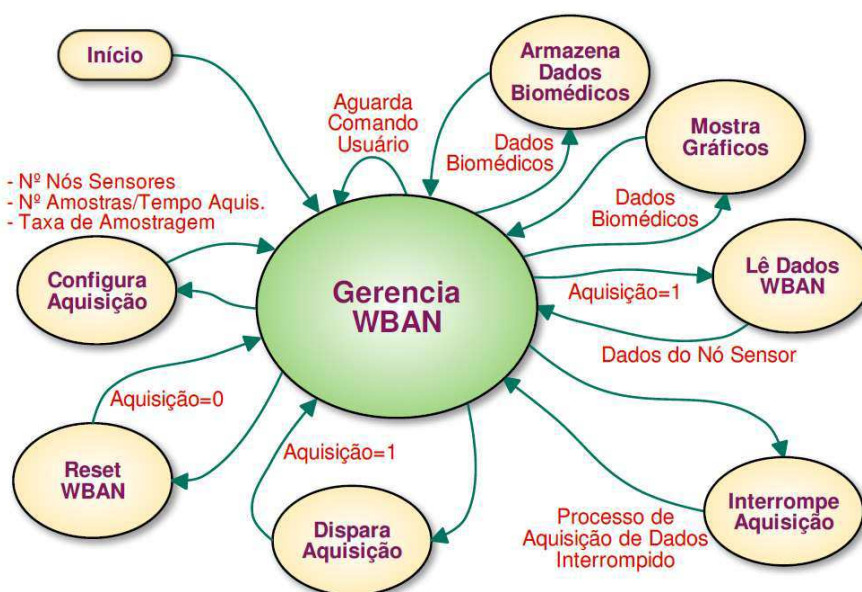 Início
Armazena
Dados
Biomédicos
Aguarda
Comando
Usuário
Dados
Biomédicos
Mostra
Gráficos
- Nº Nós Sensores
- Nº Amostras/Tempo Aquis.
- Taxa de Amostragem
Dados
Biomédicos
Configura
Aquisição
Gerencia
WBAN
Lê Dados
WBAN
Aquisição=1
Dados do Nó Sensor
Aquisição=0
Reset
WBAN
Aquisição=1
Dispara
Aquisição
Processo de
Aquisição de Dados
Interrompido
Interrompe
Aquisição